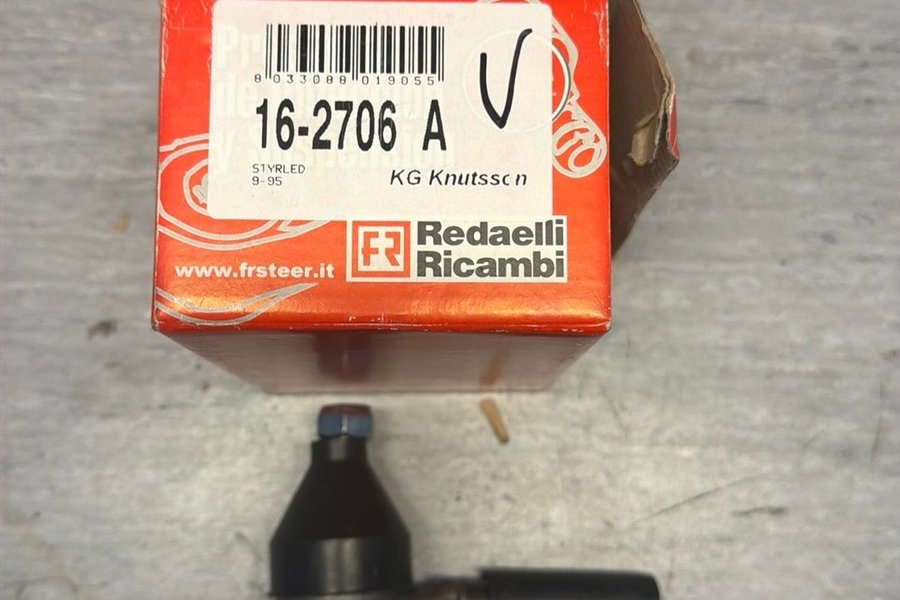 8 033088 019055
16-2706 A
V
STYRLED
9-95
KG Knutsson
FR
Redaelli
Ricambi
www.frsteer.it